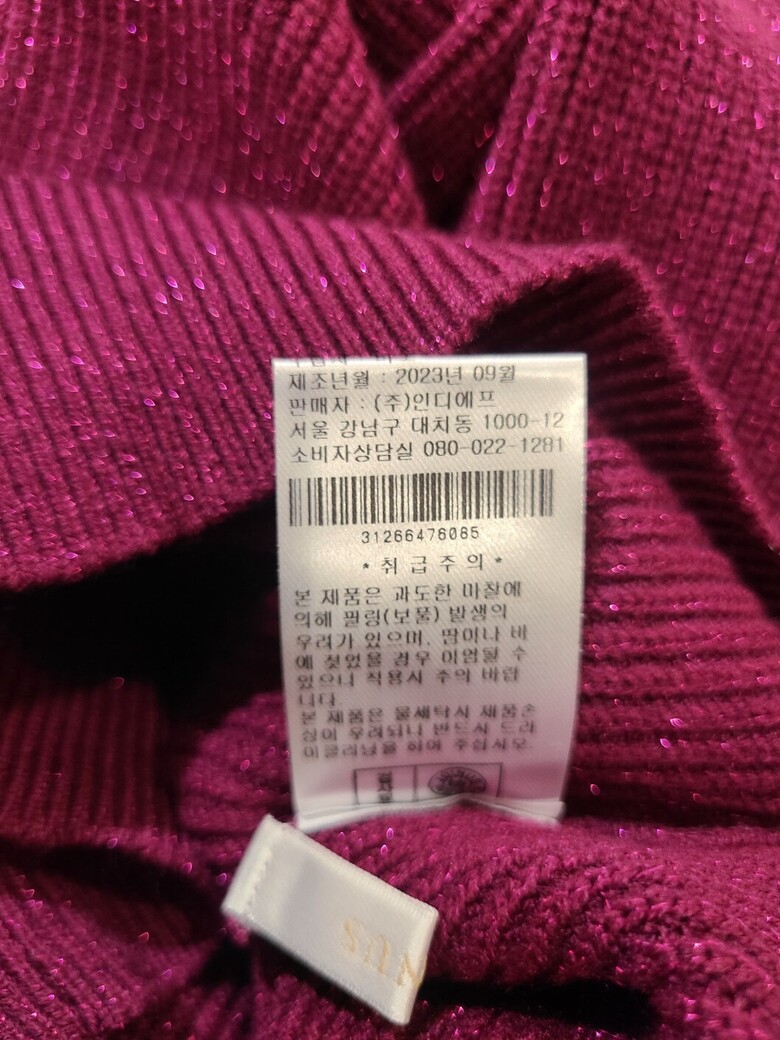 제조년월 : 2023년 09월
판매자 : (주)인디에프
서울 강남구 대치동 1000-12
소비자상담실 080-022-1281
31266476085
* 취 급 주 의 *
본 제품은 과도한 마찰에
의해 필링(보풀) 발생의
우려가 있으며, 땀이나 비
에 젖었을 경우 이염될 수
있으니 착용시 주의 바랍
니다.
본 제품은 물세탁시 제품손
상이 우려되니 반드시 드라
이클리닝을 하여 주십시오.